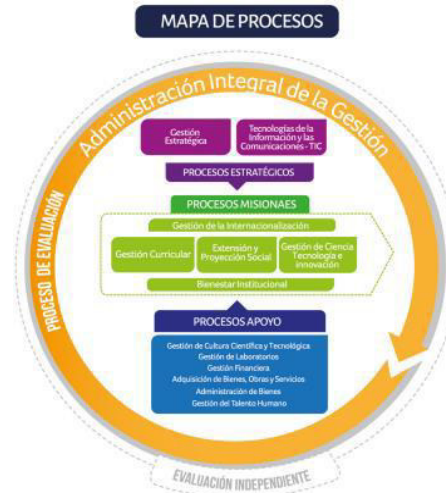 MAPA DE PROCESOS
Administración Integral de la Gestión
PROCESO DE EVALUACIÓN
Gestión
Estratégica
Tecnologías de la
Información y las
Comunicaciones - TIC
PROCESOS ESTRATÉGICOS
PROCESOS MISIONAES
Gestión de la Internacionalización
Gestión Curricular
Extensión y
Proyección Social
Gestión de Ciencia
Tecnología e
innovación
Bienestar Institucional
PROCESOS APOYO
Gestión de Cultura Científica y Tecnológica
Gestión de Laboratorios
Gestión Financiera
Adquisición de Bienes, Obras y Servicios
Administración de Bienes
Gestión del Talento Humano
EVALUACIÓN INDEPENDIENTE